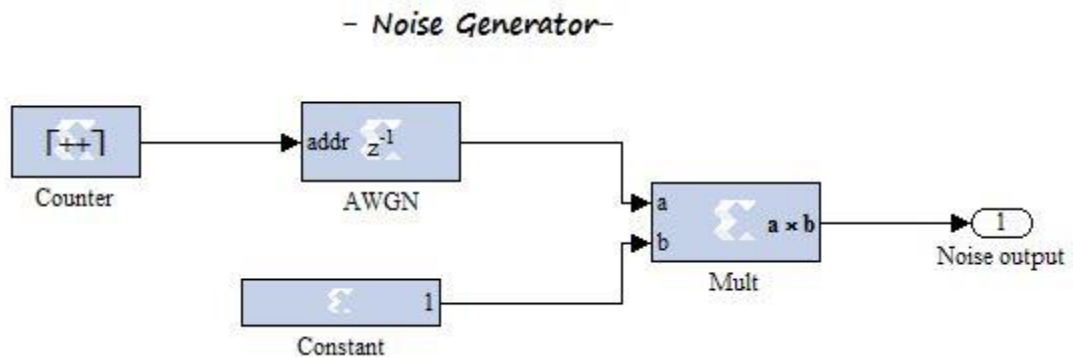 - Noise Generator-
⌈++⌉
Counter
addr z⁻¹
AWGN
a
b
a × b
Mult
1
Noise output
1
Constant